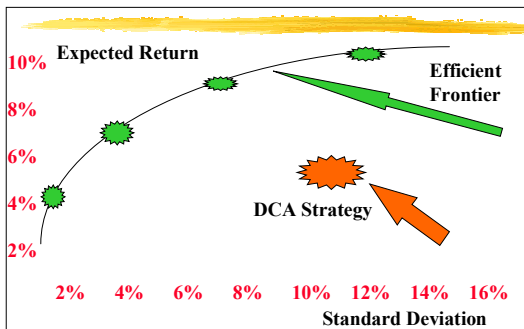 Expected Return
10%
Efficient
Frontier
8%
6%
DCA Strategy
4%
2%
2% 4% 6% 8% 10% 12% 14% 16%
Standard Deviation